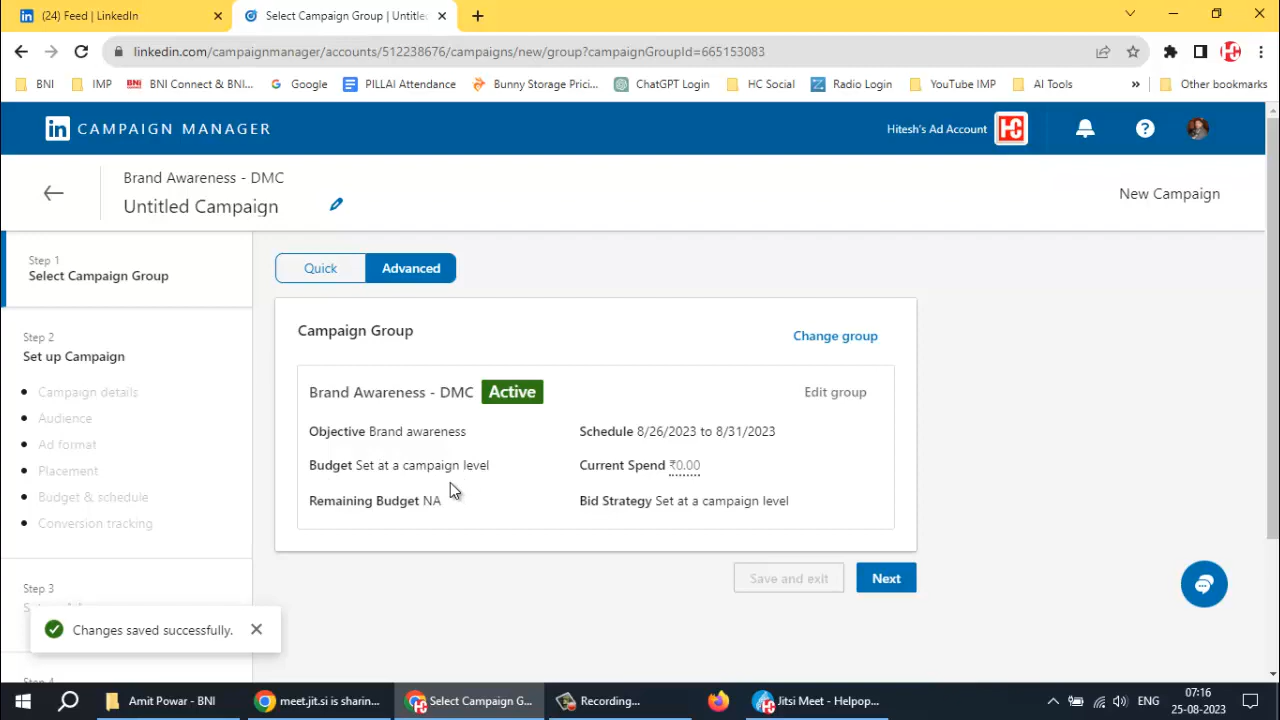 (24) Feed | LinkedIn
Select Campaign Group | Untitle
linkedin.com/campaignmanager/accounts/512238676/campaigns/new/group?campaignGroupId=665153083
BNI
IMP
BNI Connect & BNI...
Google
PILLAI Attendance
Bunny Storage Pricin...
ChatGPT Login
HC Social
Radio Login
YouTube IMP
AI Tools
»
Other bookmarks
in CAMPAIGN MANAGER
Hitesh's Ad Account
HC
Brand Awareness - DMC
Untitled Campaign
New Campaign
Step 1
Select Campaign Group
Quick
Advanced
Campaign Group
Change group
Step 2
Set up Campaign
• Campaign details
• Audience
• Ad format
• Placement
• Budget & schedule
• Conversion tracking
Brand Awareness - DMC Active
Edit group
Objective Brand awareness
Schedule 8/26/2023 to 8/31/2023
Budget Set at a campaign level
Current Spend ₹0.00
Remaining Budget NA
Bid Strategy Set at a campaign level
Save and exit
Next
Step 3
Changes saved successfully.
Amit Powar - BNI
meet.jit.si is sharin...
Select Campaign G...
Recording...
Jitsi Meet - Helpop...
ENG
07:16
25-08-2023